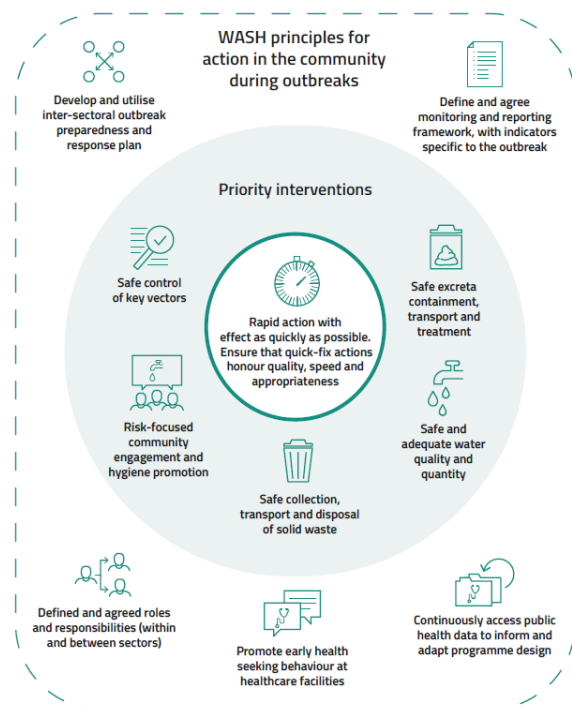 WASH principles for
action in the community
during outbreaks
Develop and utilise
inter-sectoral outbreak
preparedness and
response plan
Define and agree
monitoring and reporting
framework, with indicators
specific to the outbreak
Priority interventions
Safe control
of key vectors
Rapid action with
effect as quickly as possible.
Ensure that quick-fix actions
honour quality, speed and
appropriateness
Safe excreta
containment,
transport and
treatment
Risk-focused
community
engagement and
hygiene promotion
Safe and
adequate water
quality and
quantity
Safe collection,
transport and disposal
of solid waste
Defined and agreed roles
and responsibilities (within
and between sectors)
Promote early health
seeking behaviour at
healthcare facilities
Continuously access public
health data to inform and
adapt programme design